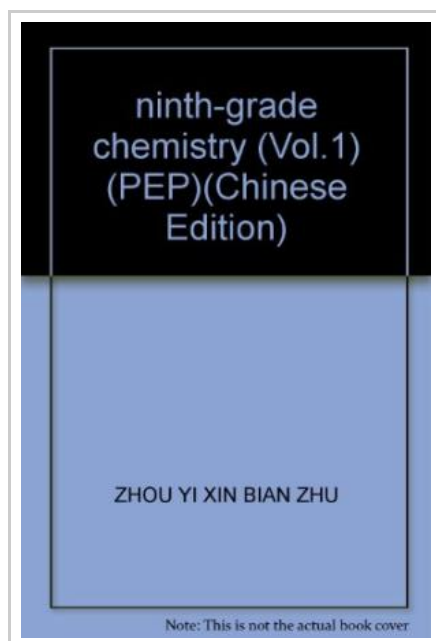 ninth-grade
chemistry (Vol.1)
(PEP)(Chinese
Edition)
ZHOU YI XIN BIAN ZHU
Note: This is not the actual book cover